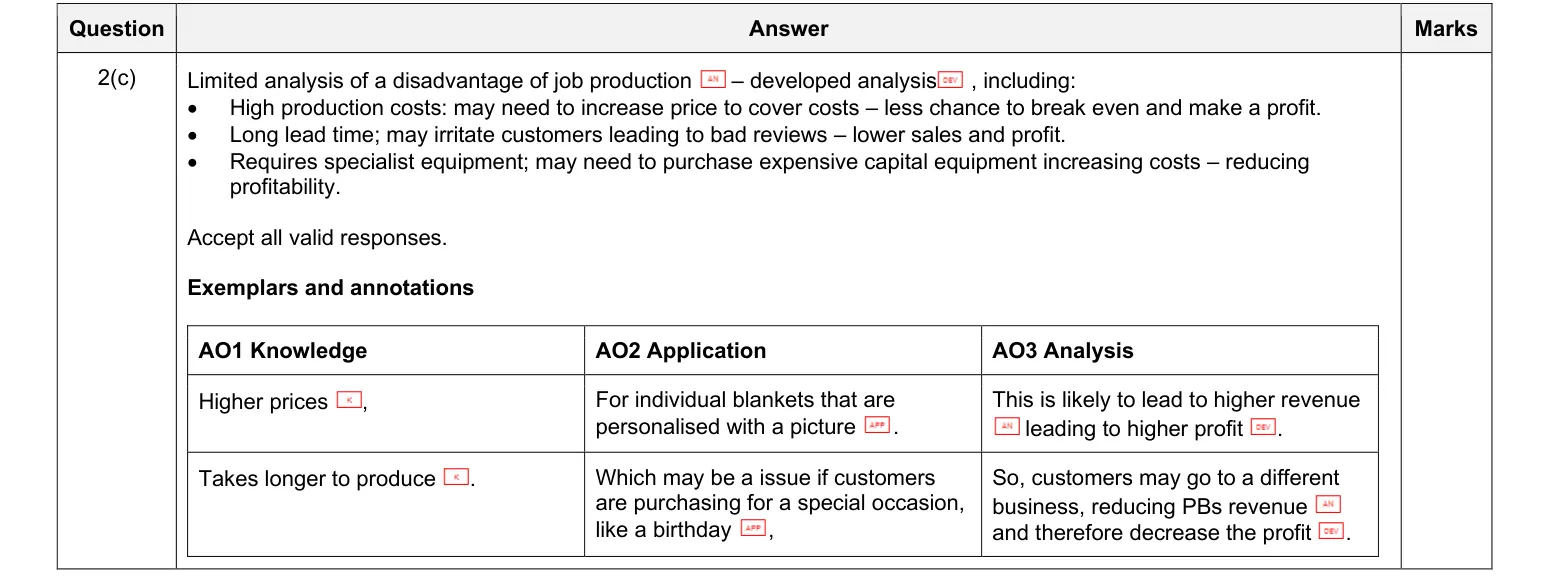 Question Answer Marks
2(c) Limited analysis of a disadvantage of job production AN – developed analysis DEV , including:
• High production costs: may need to increase price to cover costs – less chance to break even and make a profit.
• Long lead time; may irritate customers leading to bad reviews – lower sales and profit.
• Requires specialist equipment; may need to purchase expensive capital equipment increasing costs – reducing
profitability.
Accept all valid responses.
Exemplars and annotations
AO1 Knowledge AO2 Application AO3 Analysis
Higher prices K ,
For individual blankets that are
personalised with a picture APP .
This is likely to lead to higher revenue
AN leading to higher profit DEV .
Takes longer to produce K .
Which may be a issue if customers
are purchasing for a special occasion,
like a birthday APP ,
So, customers may go to a different
business, reducing PBs revenue AN
and therefore decrease the profit DEV .